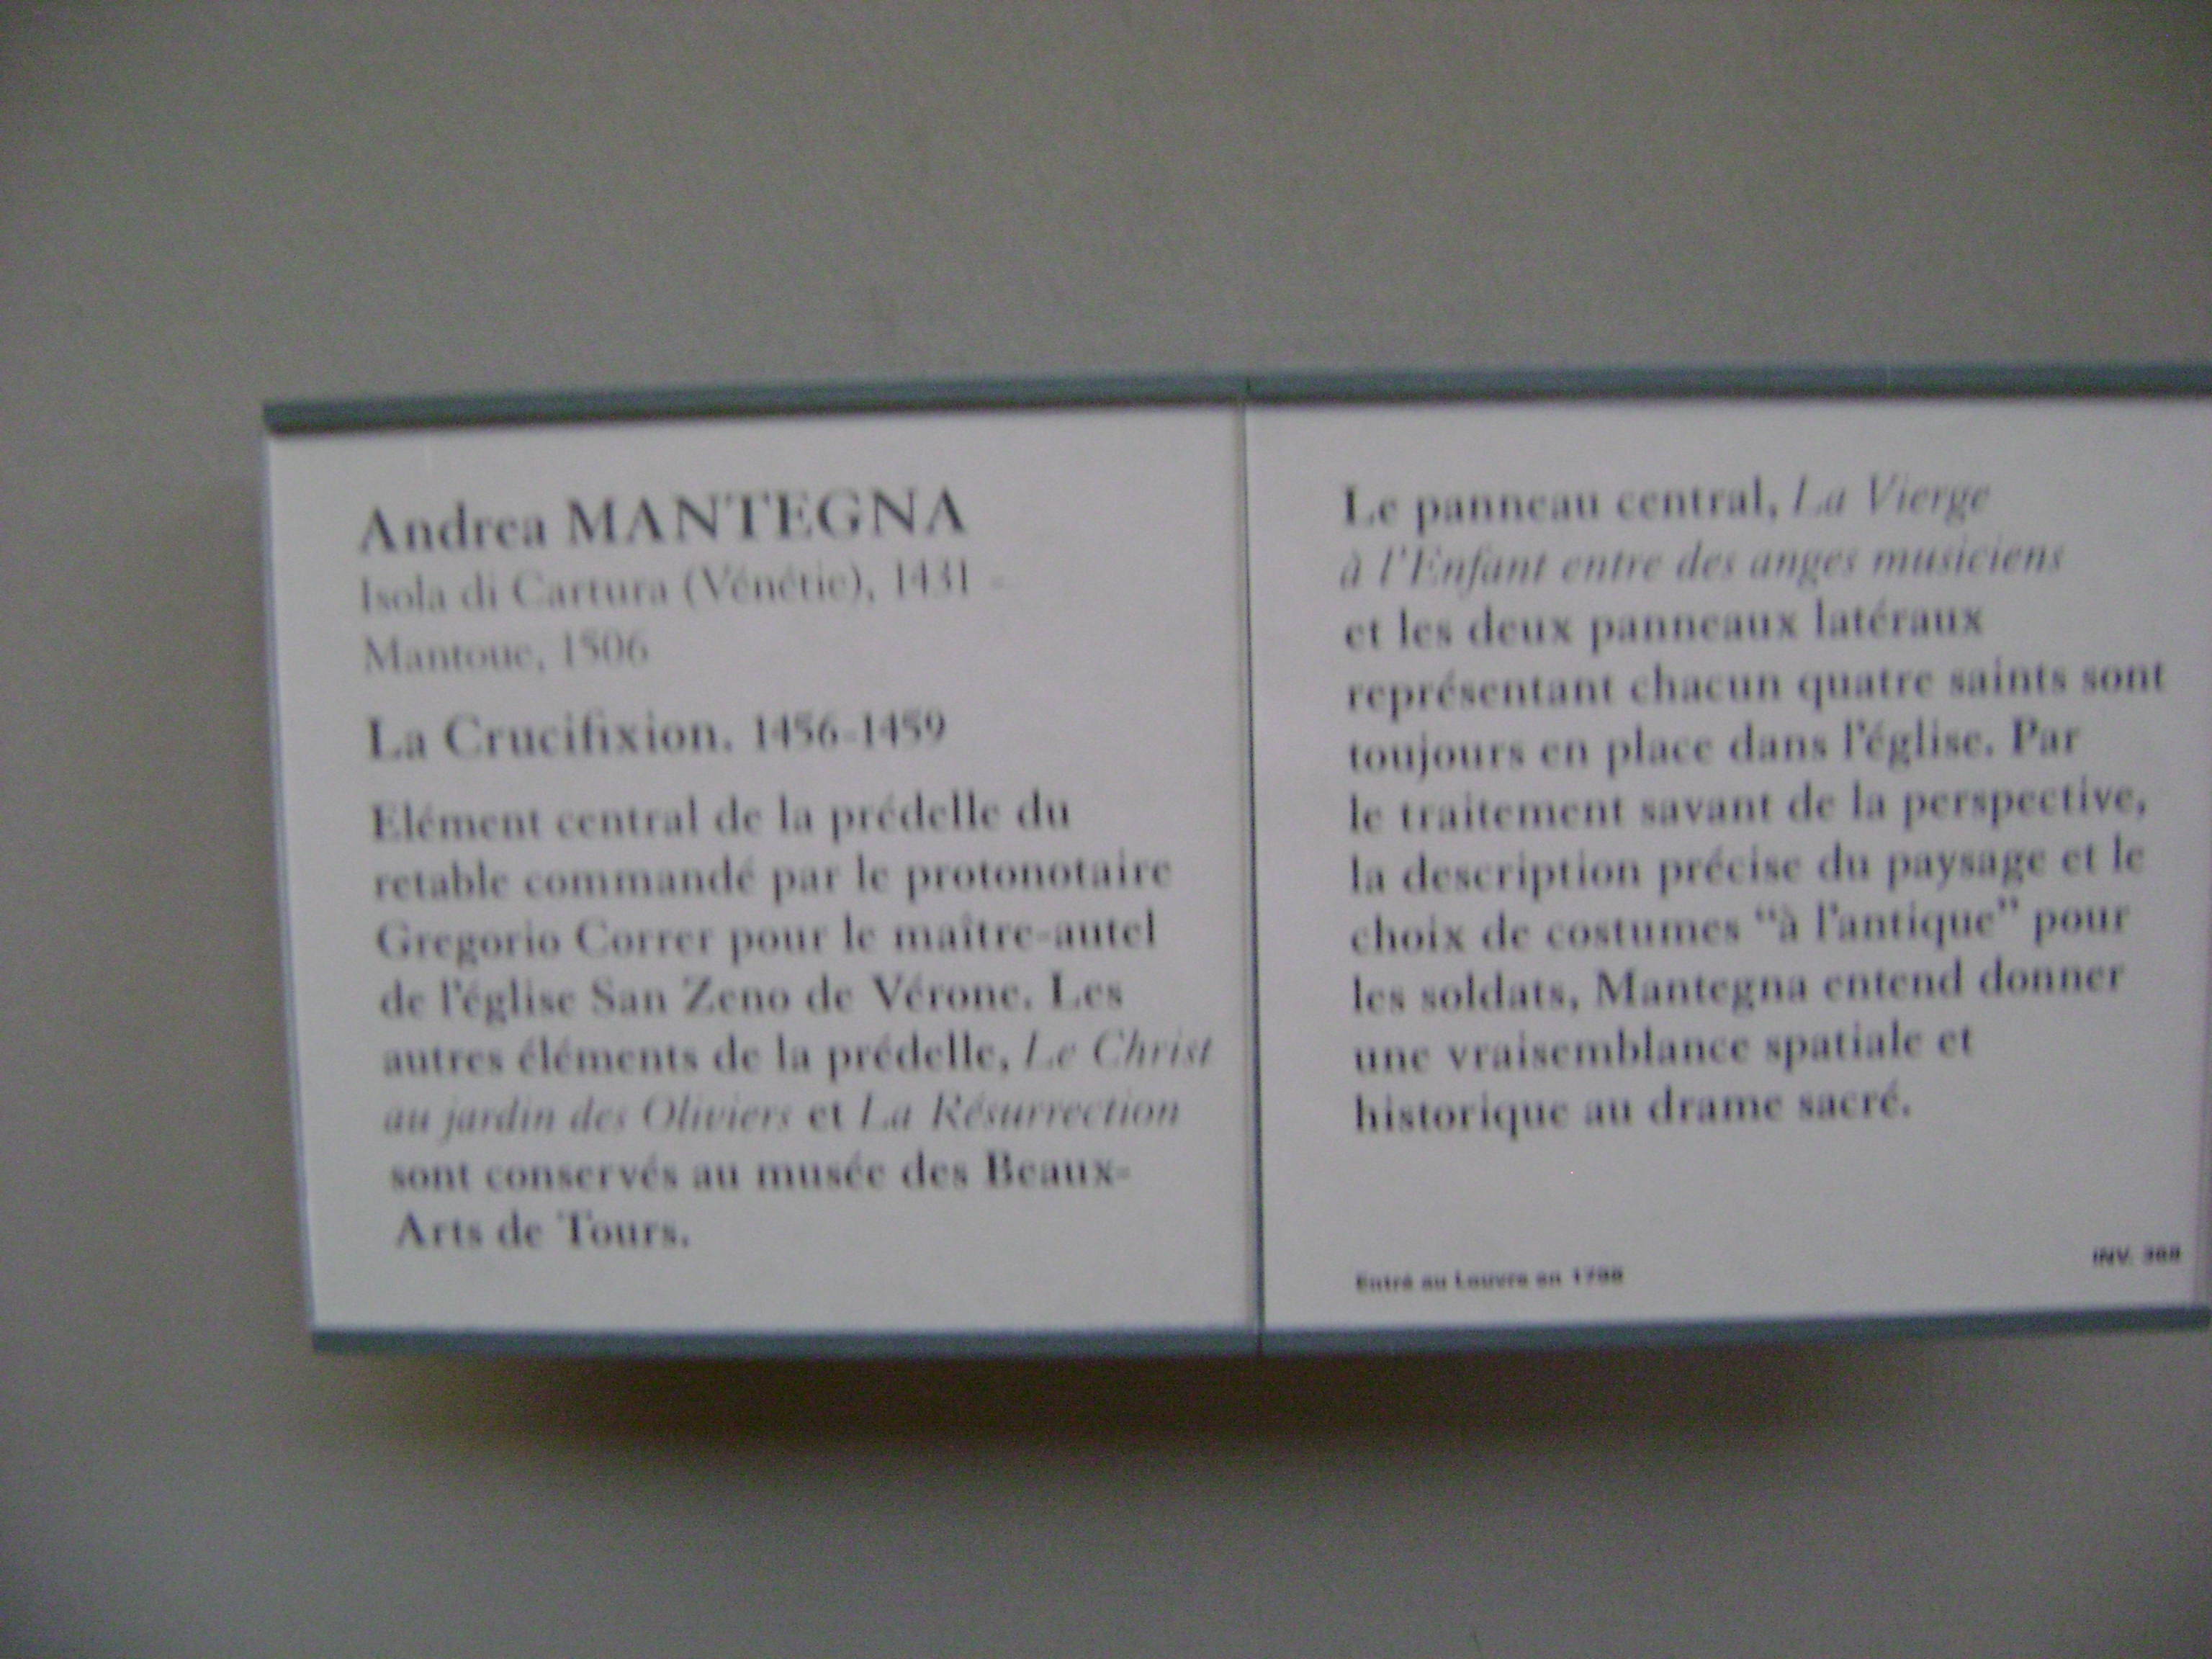 Andrea MANTEGNA
Isola di Cartura (Vénétie), 1431 -
Mantoue, 1506
La Crucifixion. 1456-1459
Elément central de la prédelle du
retable commandé par le protonotaire
Gregorio Correr pour le maître-autel
de l'église San Zeno de Vérone. Les
autres éléments de la prédelle, Le Christ
au jardin des Oliviers et La Résurrection
sont conservés au musée des Beaux-
Arts de Tours.
Le panneau central, La Vierge
à l'Enfant entre des anges musiciens
et les deux panneaux latéraux
représentant chacun quatre saints sont
toujours en place dans l'église. Par
le traitement savant de la perspective,
la description précise du paysage et le
choix de costumes "à l'antique" pour
les soldats, Mantegna entend donner
une vraisemblance spatiale et
historique au drame sacré.
Entré au Louvre en 1798
INV. 368